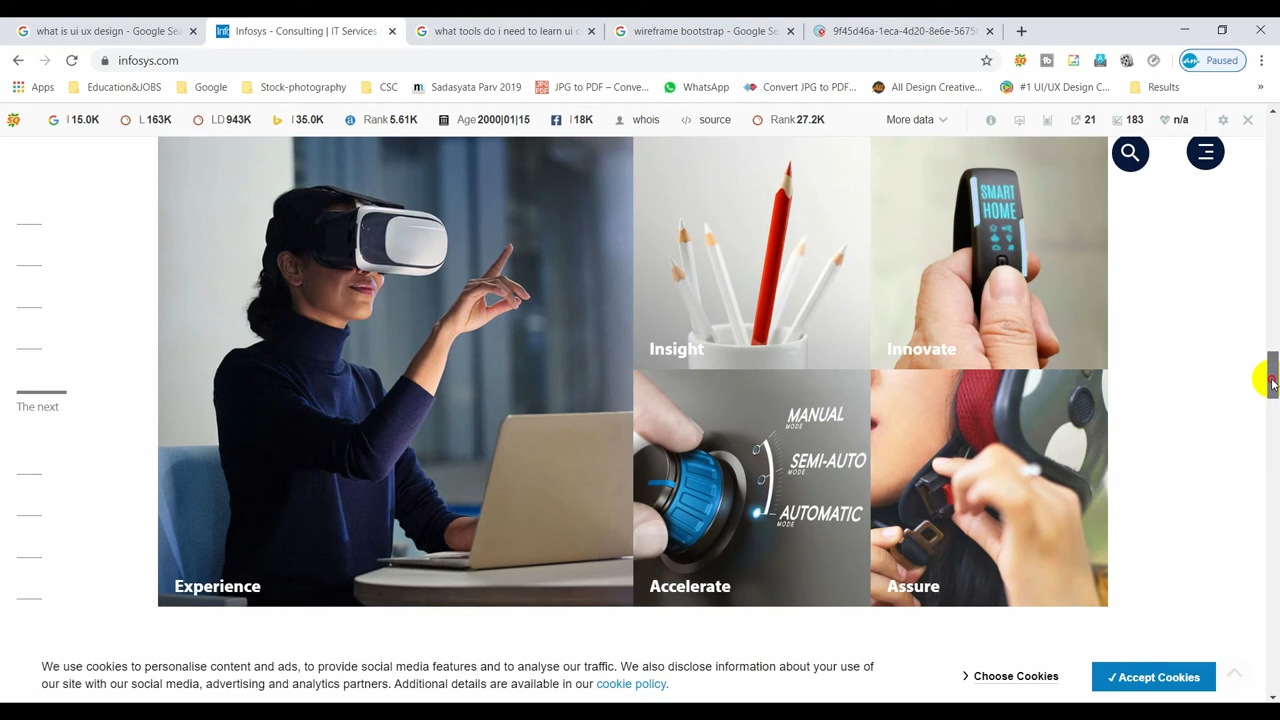 what is ui ux design - Google Se
Infosys - Consulting | IT Services
what tools do i need to learn ui d
wireframe bootstrap - Google Se
9f45d46a-1eca-4d20-8e6e-5675f
infosys.com
Paused
Apps
Education&JOBS
Google
Stock-photography
CSC
Sadasyata Parv 2019
JPG to PDF – Conve...
WhatsApp
Convert JPG to PDF...
All Design Creative...
#1 UI/UX Design C...
Results
»
I 15.0K
L 163K
LD 943K
I 35.0K
Rank 5.61K
Age 2000|01|15
I 18K
whois
source
Rank 27.2K
More data
21
183
n/a
SMART
HOME
Insight
Innovate
The next
MANUAL
MODE
SEMI-AUTO
MODE
AUTOMATIC
MODE
Experience
Accelerate
Assure
We use cookies to personalise content and ads, to provide social media features and to analyse our traffic. We also disclose information about your use of
our site with our social media, advertising and analytics partners. Additional details are available in our cookie policy.
Choose Cookies
✓ Accept Cookies